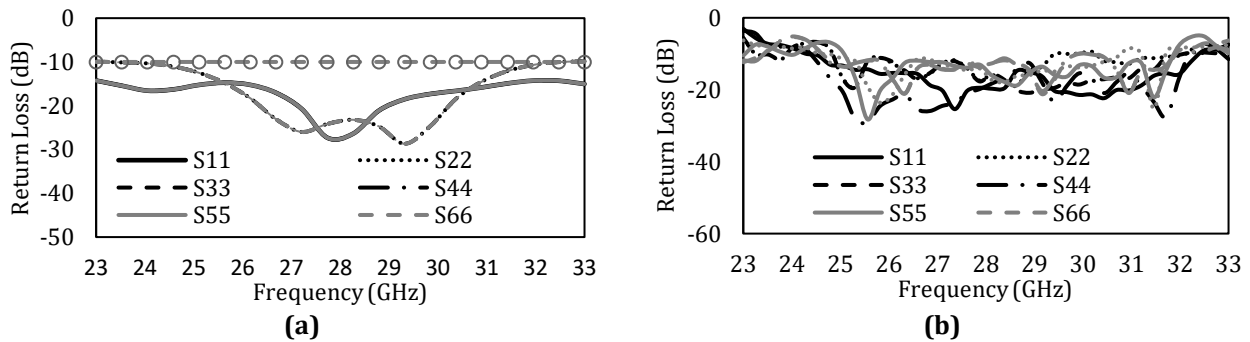 Return Loss (dB)
0
-10
-20
-30
-40
-50
S11
S22
S33
S44
S55
S66
23 24 25 26 27 28 29 30 31 32 33
Frequency (GHz)
(a)
Return Loss (dB)
0
-20
-40
-60
S11
S22
S33
S44
S55
S66
23 24 25 26 27 28 29 30 31 32 33
Frequency (GHz)
(b)